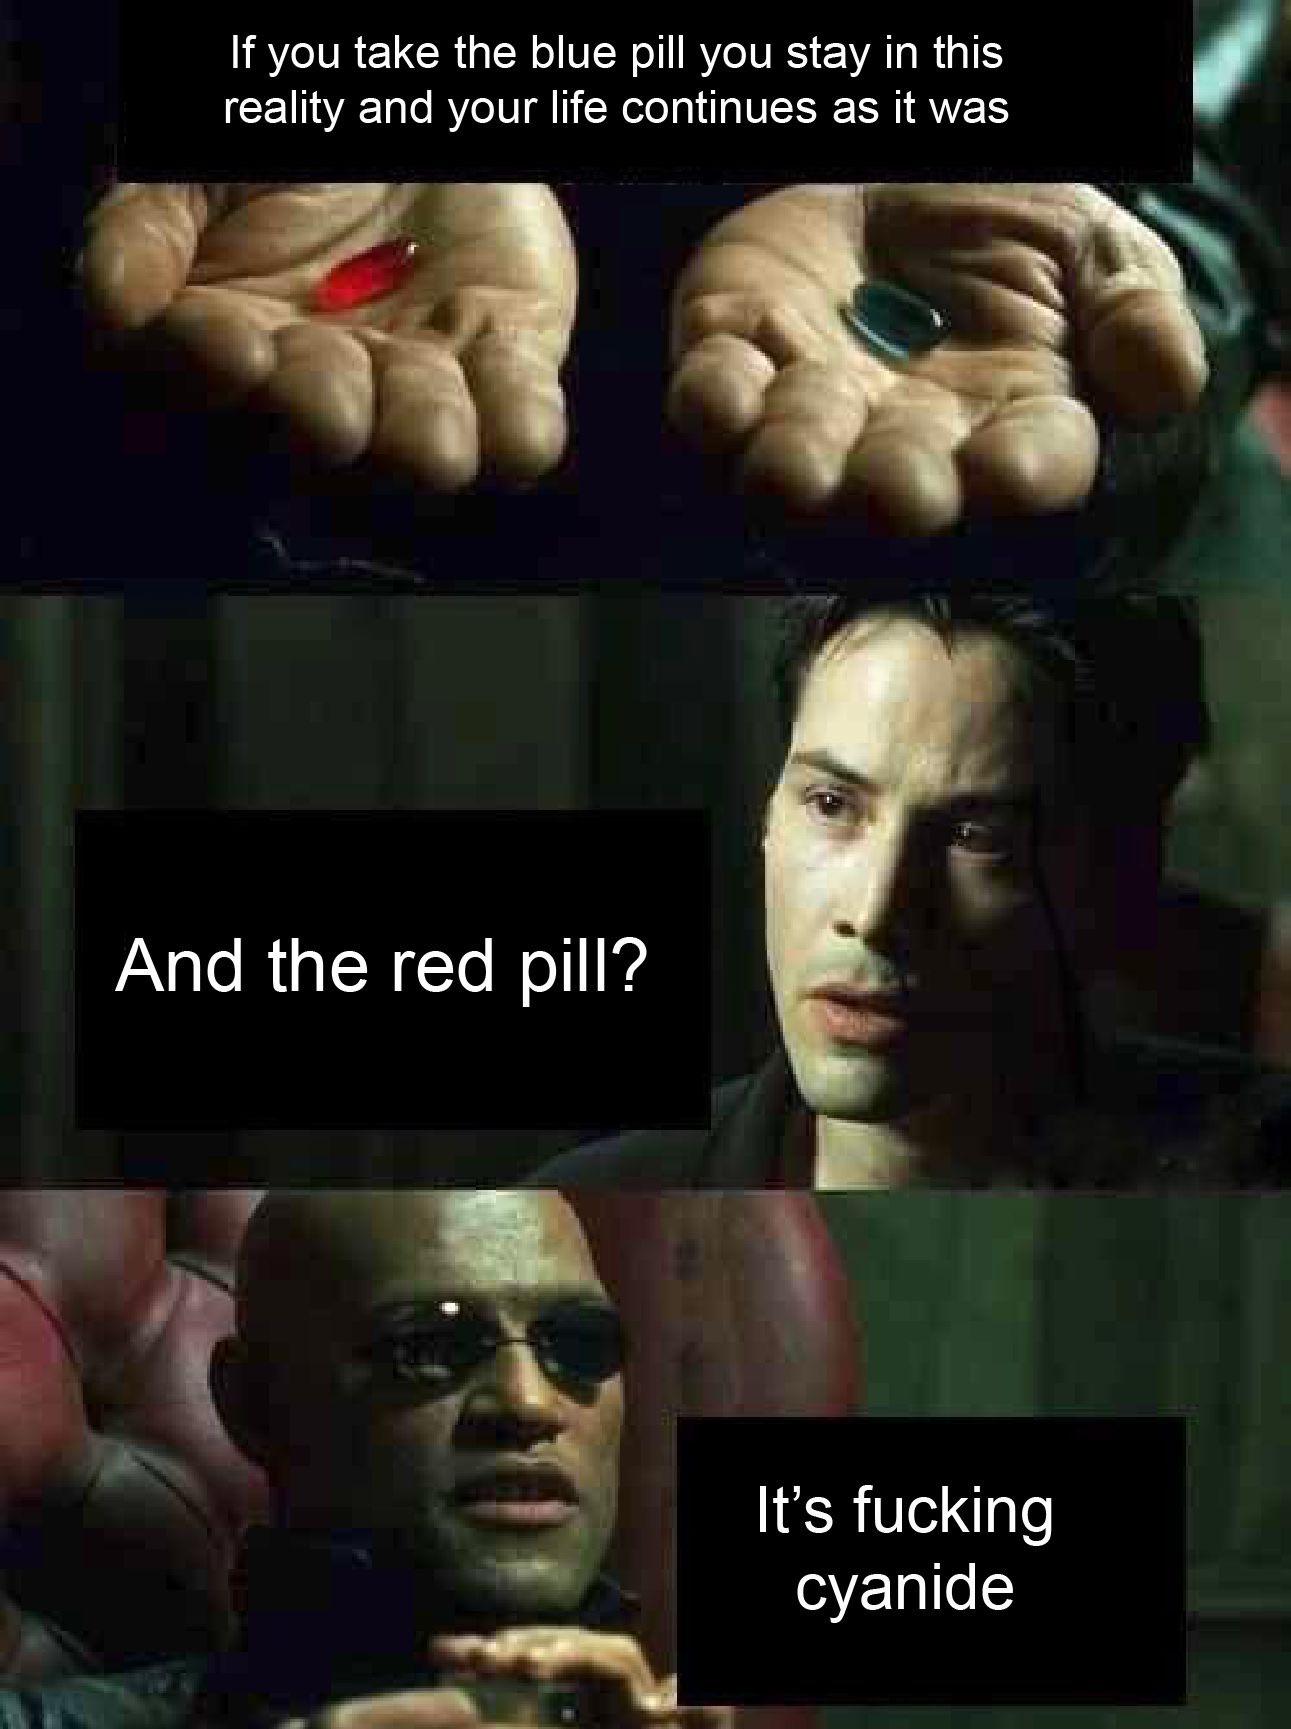 If you take the blue pill you stay in this
reality and your life continues as it was
And the red pill?
It’s fucking
cyanide